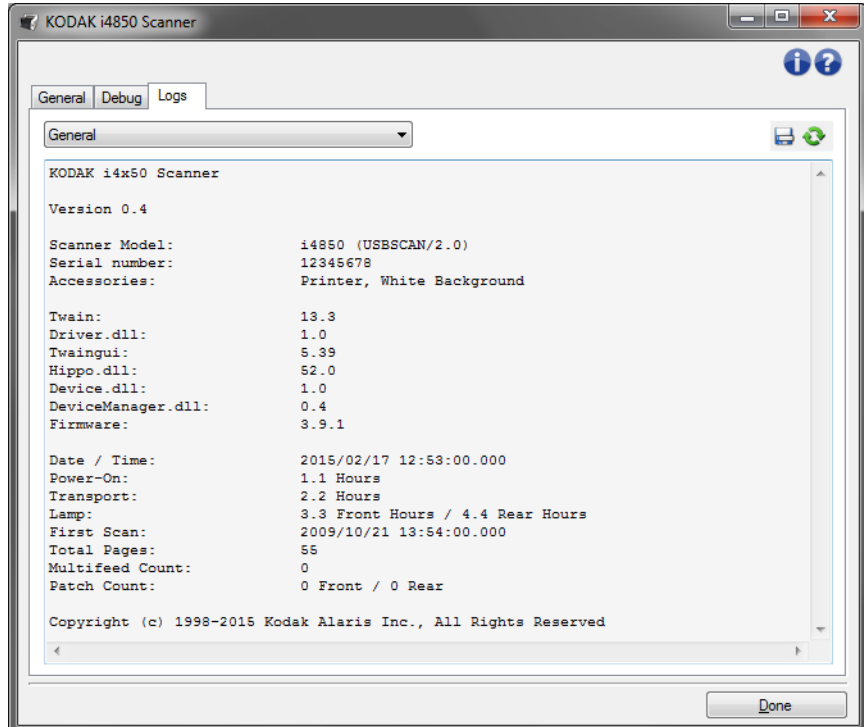 KODAK i4850 Scanner
General Debug Logs
General
KODAK i4x50 Scanner
Version 0.4
Scanner Model: i4850 (USBSCAN/2.0)
Serial number: 12345678
Accessories: Printer, White Background
Twain: 13.3
Driver.dll: 1.0
Twaingui: 5.39
Hippo.dll: 52.0
Device.dll: 1.0
DeviceManager.dll: 0.4
Firmware: 3.9.1
Date / Time: 2015/02/17 12:53:00.000
Power-On: 1.1 Hours
Transport: 2.2 Hours
Lamp: 3.3 Front Hours / 4.4 Rear Hours
First Scan: 2009/10/21 13:54:00.000
Total Pages: 55
Multifeed Count: 0
Patch Count: 0 Front / 0 Rear
Copyright (c) 1998-2015 Kodak Alaris Inc., All Rights Reserved
Done